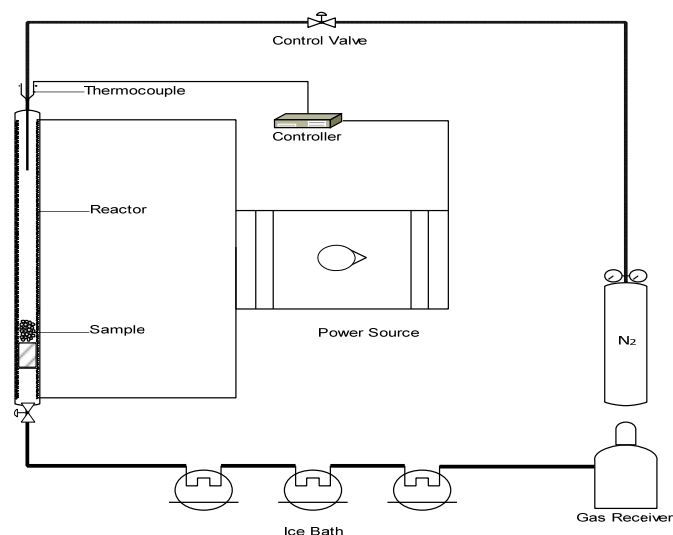 Control Valve
Thermocouple
Controller
Reactor
Sample
Power Source
N₂
Gas Receiver
Ice Bath